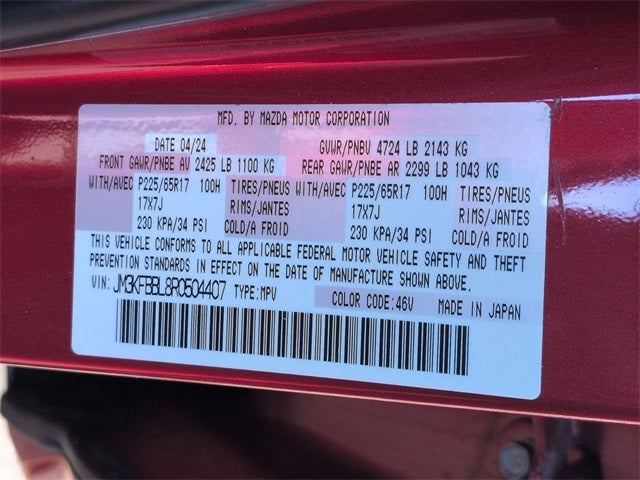 MFD. BY MAZDA MOTOR CORPORATION
DATE 04/24 GVWR/PNBV 4724 LB 2143 KG
FRONT GAWR/PNBE AV 2425 LB 1100 KG REAR GAWR/PNBE AR 2299 LB 1043 KG
WITH/AVEC P225/65R17 100H TIRES/PNEUS WITH/AVEC P225/65R17 100H TIRES/PNEUS
17X7J RIMS/JANTES 17X7J RIMS/JANTES
230 KPA/34 PSI COLD/A FROID 230 KPA/34 PSI COLD/A FROID
THIS VEHICLE CONFORMS TO ALL APPLICABLE FEDERAL MOTOR VEHICLE SAFETY AND THEFT
PREVENTION STANDARDS IN EFFECT ON THE DATE OF MANUFACTURE SHOWN ABOVE.
VIN: JM3KFBBL8R0504407 TYPE: MPV COLOR CODE: 46V MADE IN JAPAN